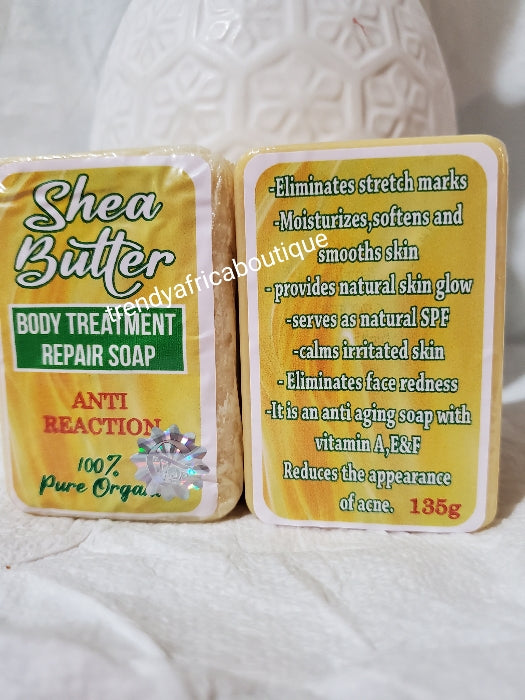 Shea
Butter
BODY TREATMENT
REPAIR SOAP
ANTI
REACTION
100%
Pure
-Eliminates stretch marks
-Moisturizes,softens and
smooths skin
- provides natural skin glow
-serves as natural SPF
-calms irritated skin
- Eliminates face redness
-It is an anti aging soap with
vitamin A,E&F
Reduces the appearance
of acne. 135g
trendyafricaboutique